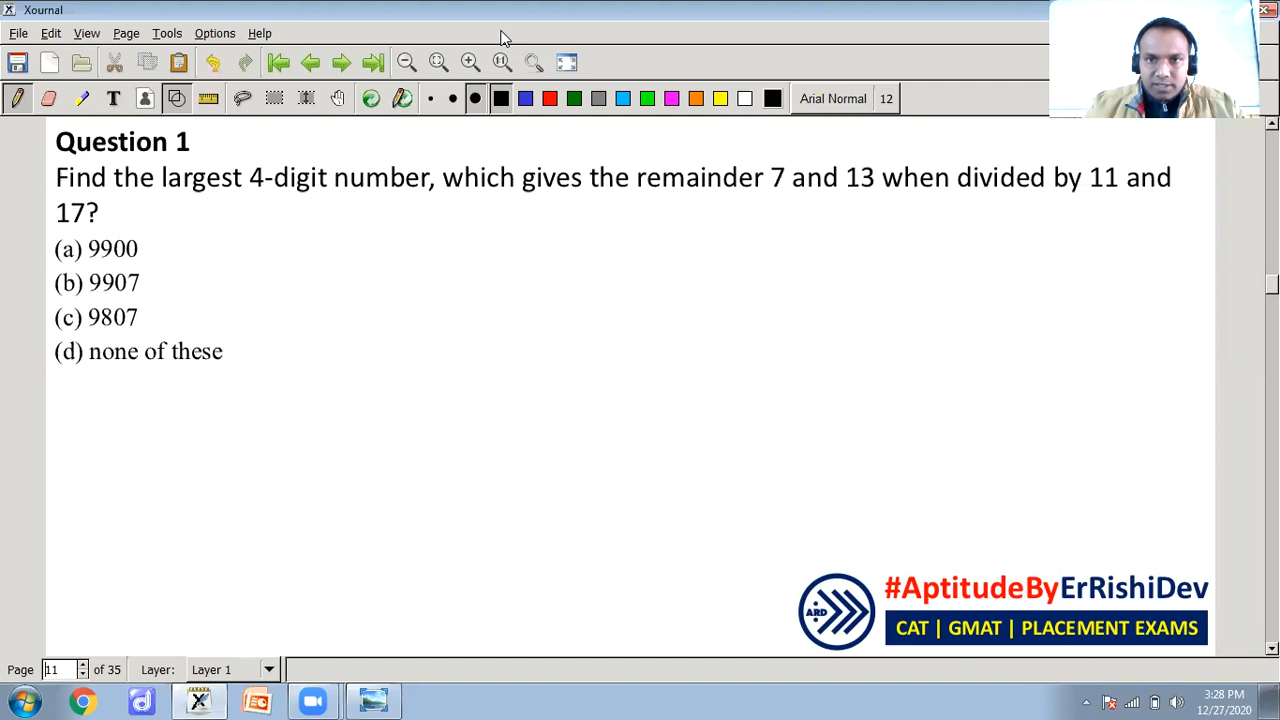 Xournal
File Edit View Page Tools Options Help
Arial Normal 12
Question 1
Find the largest 4-digit number, which gives the remainder 7 and 13 when divided by 11 and
17?
(a) 9900
(b) 9907
(c) 9807
(d) none of these
ARD
#AptitudeByErRishiDev
CAT | GMAT | PLACEMENT EXAMS
Page 11 of 35 Layer: Layer 1
3:28 PM
12/27/2020